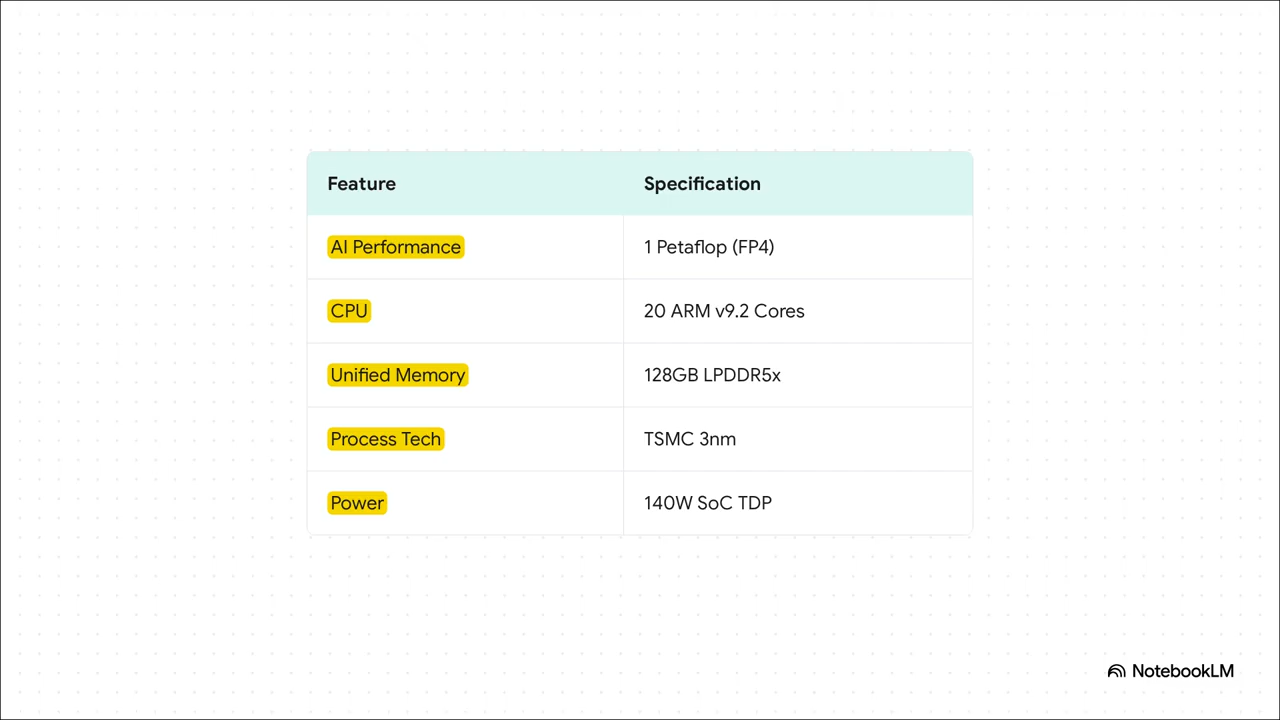 Feature Specification
AI Performance 1 Petaflop (FP4)
CPU 20 ARM v9.2 Cores
Unified Memory 128GB LPDDR5x
Process Tech TSMC 3nm
Power 140W SoC TDP
NotebookLM